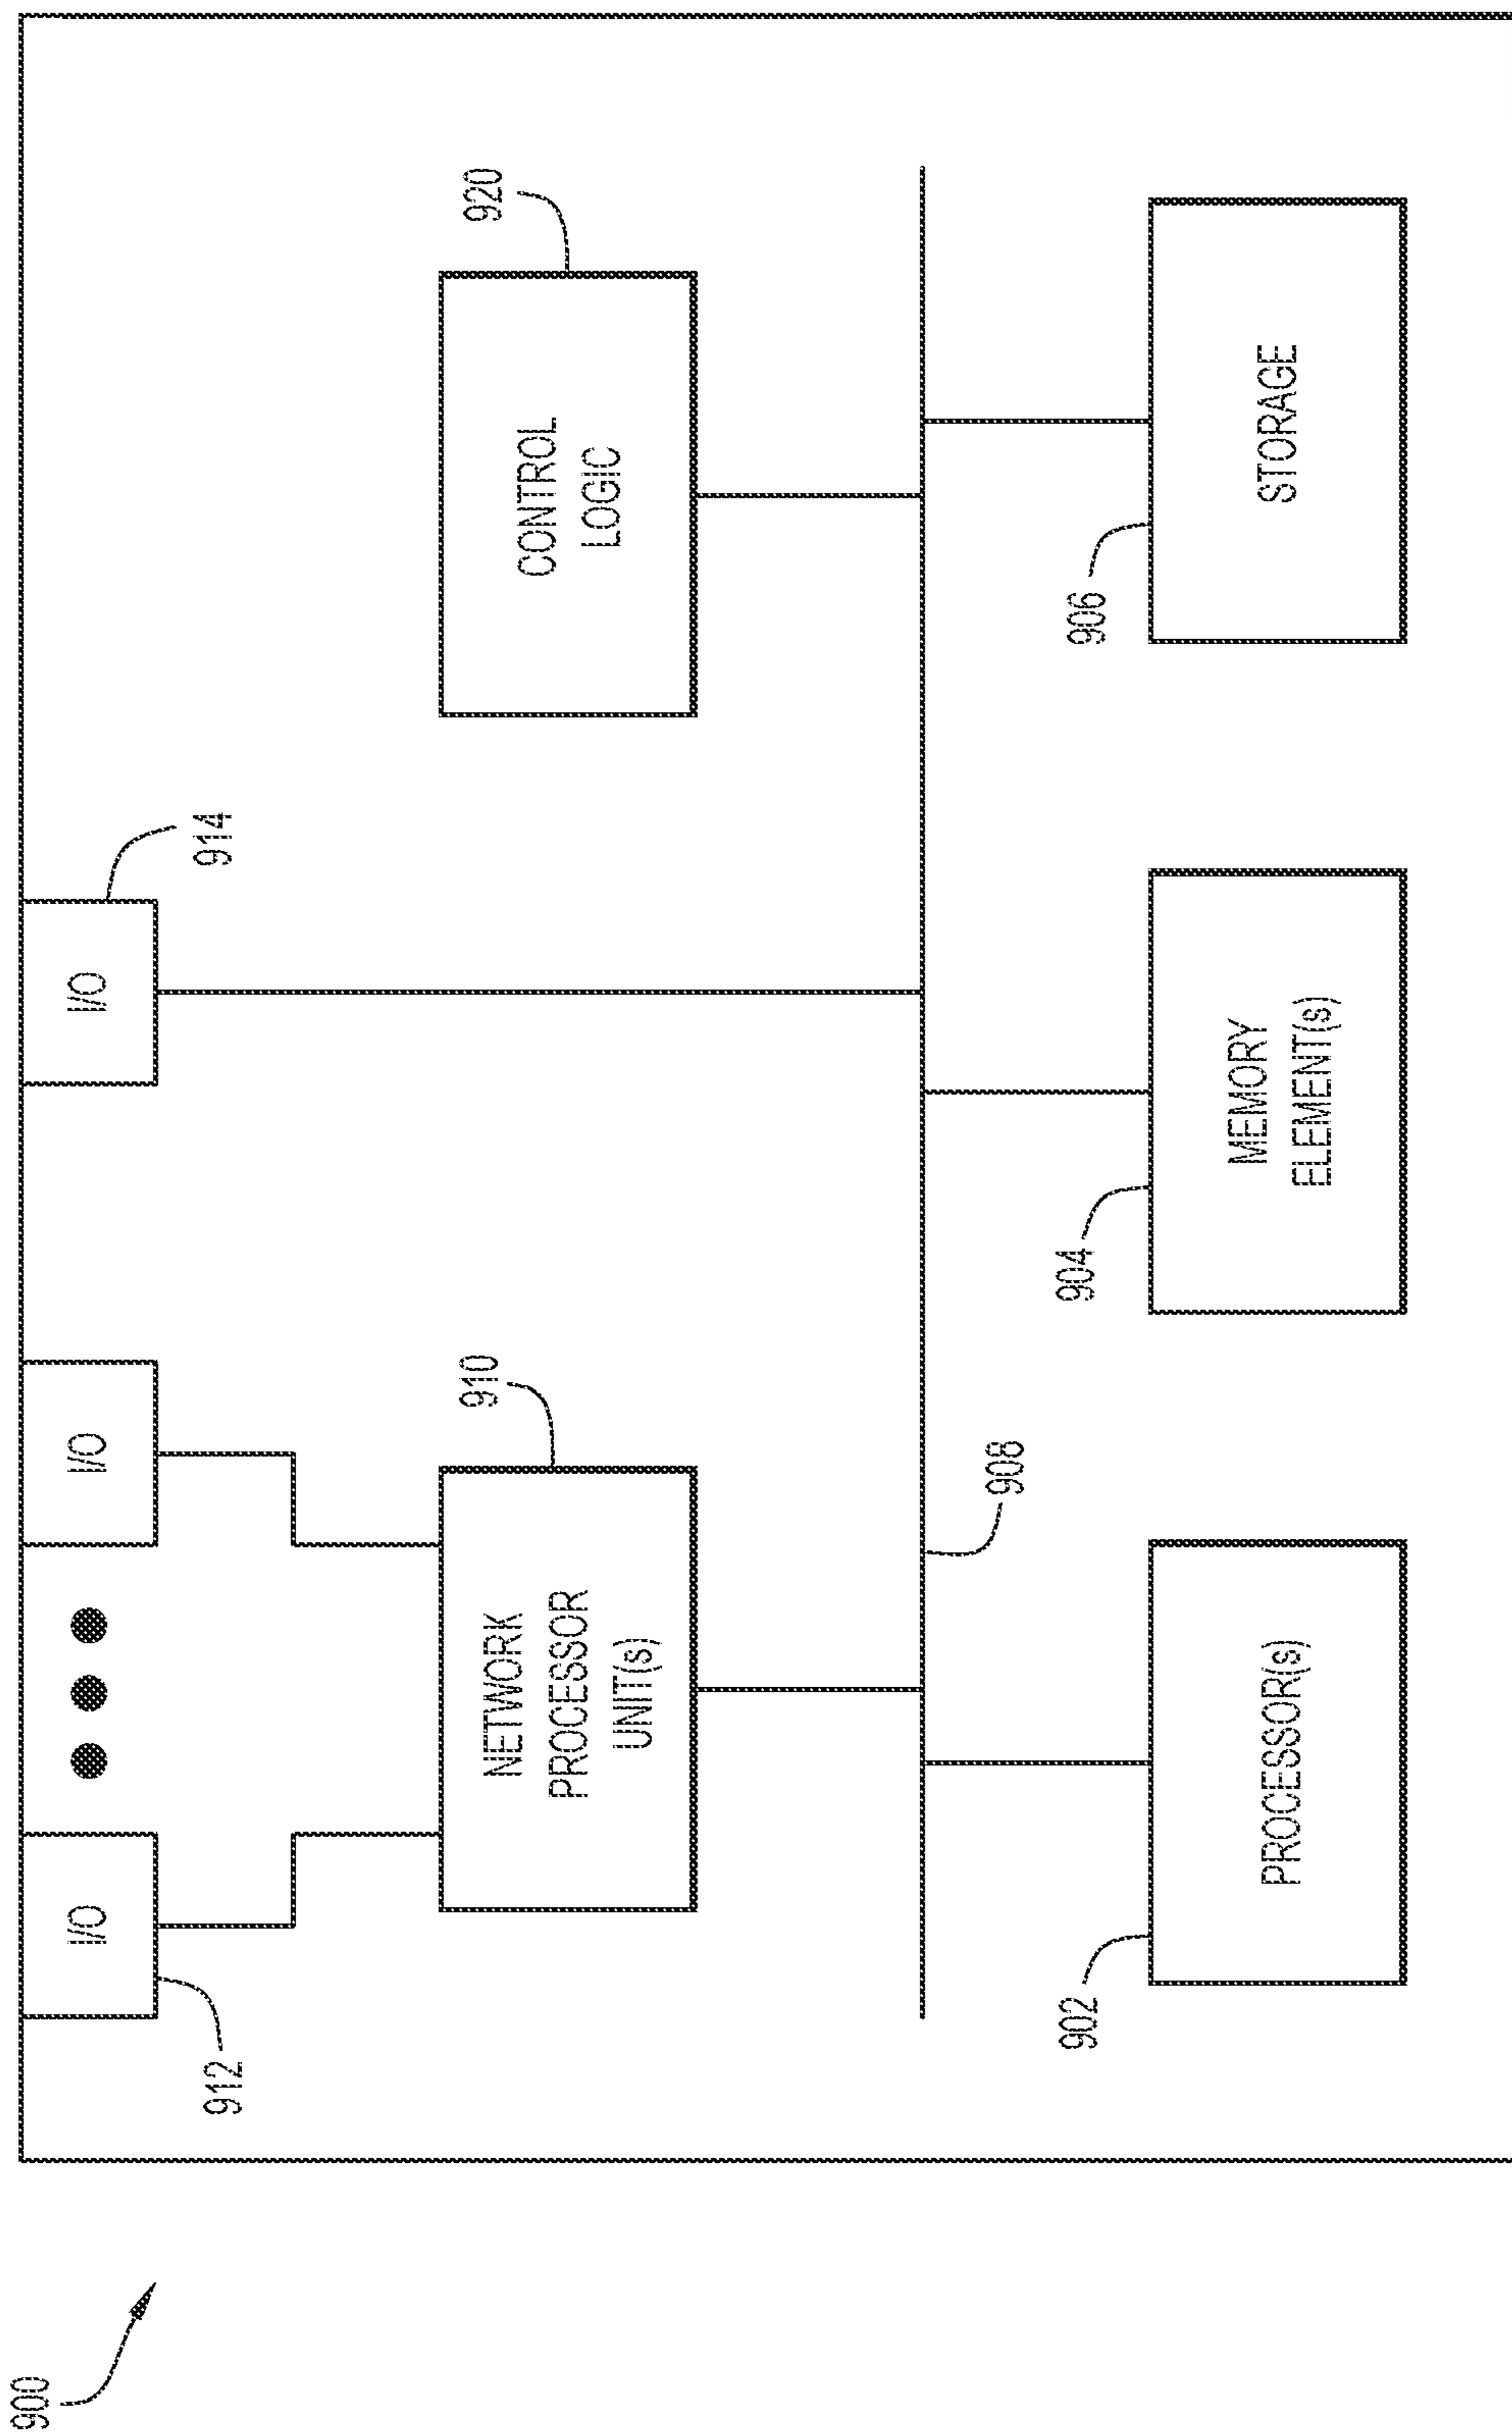 900
912
I/O
I/O
I/O
914
910
NETWORK
PROCESSOR
UNIT(s)
920
CONTROL
LOGIC
908
902
PROCESSOR(s)
904
MEMORY
ELEMENT(s)
906
STORAGE